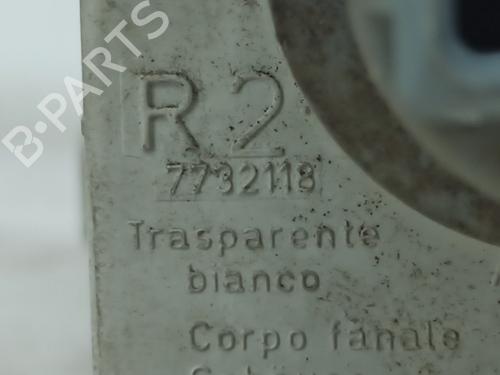 B-PARTS
R2
7732118
Trasparente
bianco
Corpo fanale